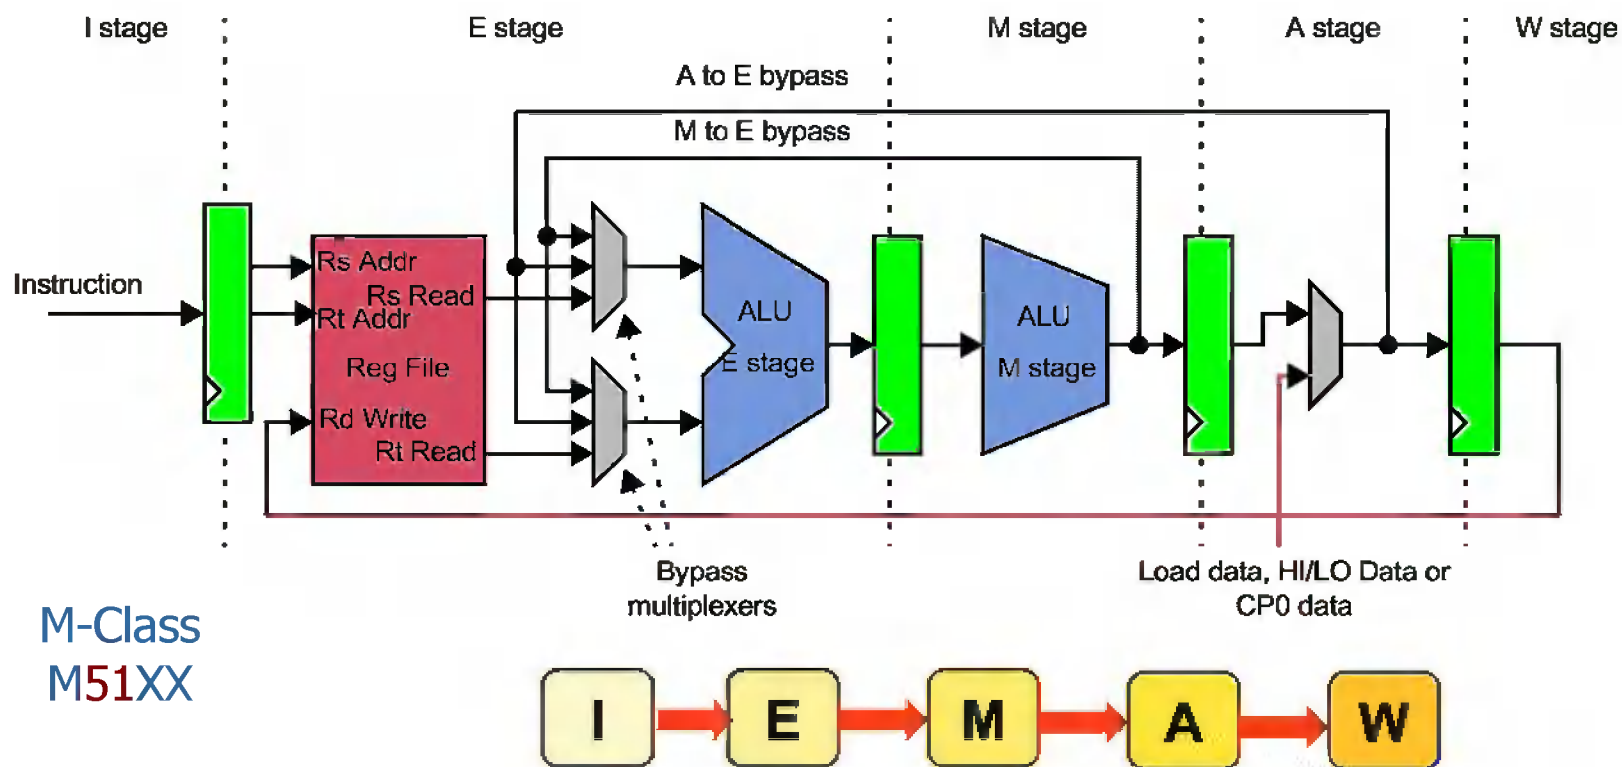 I stage
E stage
M stage
A stage
W stage
A to E bypass
M to E bypass
Instruction
Rs Addr
Rs Read
Rt Addr
Reg File
Rd Write
Rt Read
ALU
E stage
ALU
M stage
Bypass
multiplexers
Load data, HI/LO Data or
CP0 data
M-Class
M51XX
I
E
M
A
W